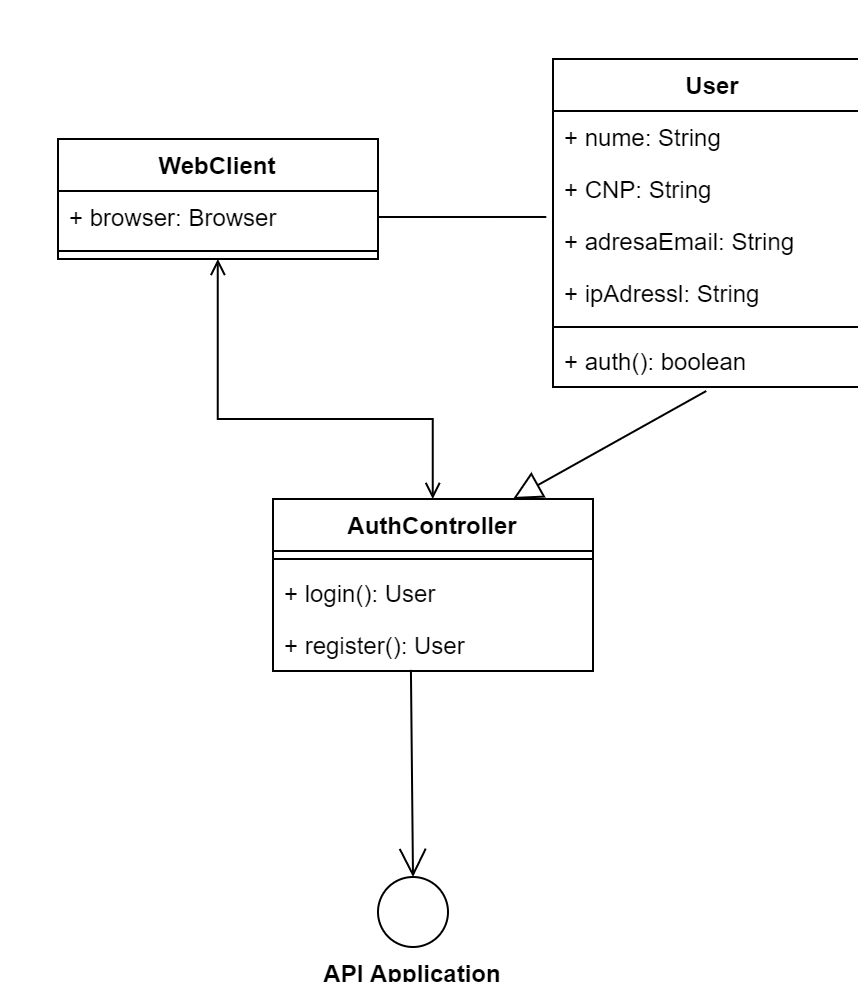 User
+ nume: String
+ CNP: String
+ adresaEmail: String
+ ipAdressI: String
+ auth(): boolean
WebClient
+ browser: Browser
AuthController
+ login(): User
+ register(): User
API Application